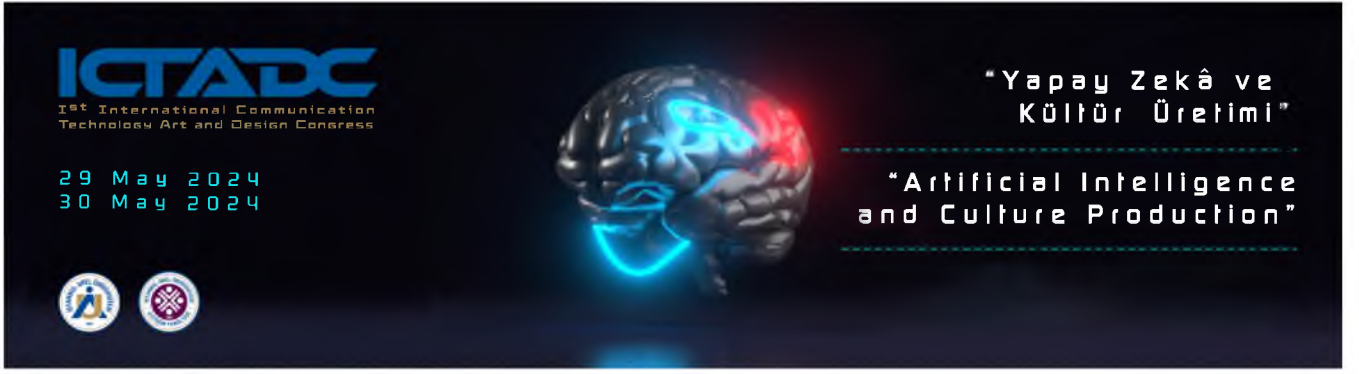 ICTADC
1st International Communication
Technology Art and Design Congress
29 May 2024
30 May 2024
“Yapay Zekâ ve
Kültür Üretimi”
“Artificial Intelligence
and Culture Production”